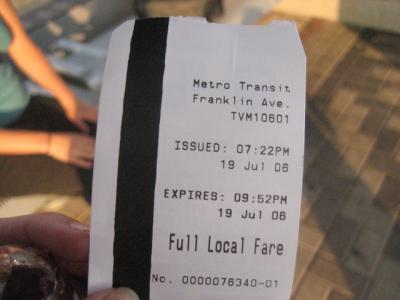 Metro Transit
Franklin Ave.
TVM10601
ISSUED: 07:22PM
19 Jul 06
EXPIRES: 09:52PM
19 Jul 06
Full Local Fare
No. 0000076340-01